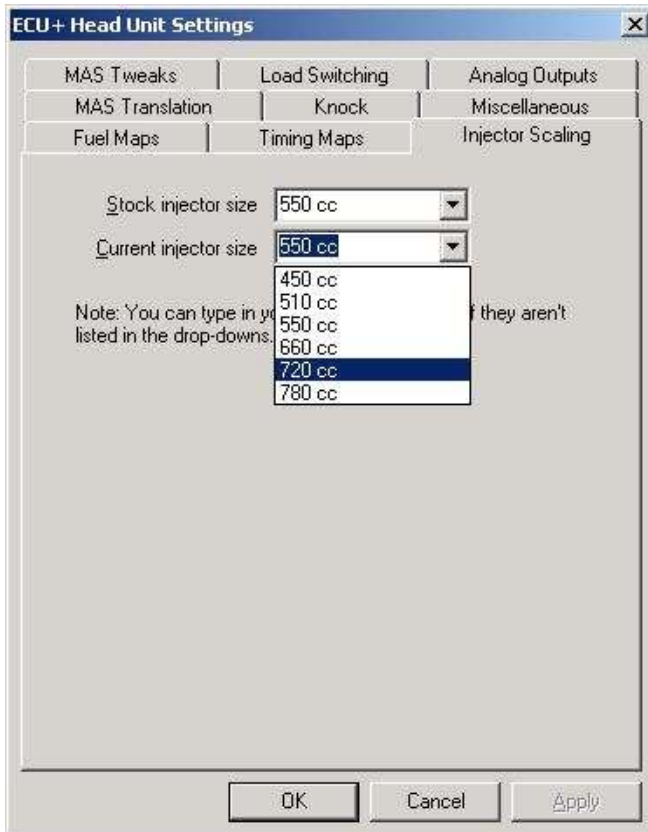 ECU+ Head Unit Settings
MAS Tweaks Load Switching Analog Outputs
MAS Translation Knock Miscellaneous
Fuel Maps Timing Maps Injector Scaling
Stock injector size 550 cc
Current injector size 550 cc
450 cc
510 cc
Note: You can type in f they aren't
550 cc
listed in the drop-downs.
660 cc
720 cc
780 cc
OK Cancel Apply